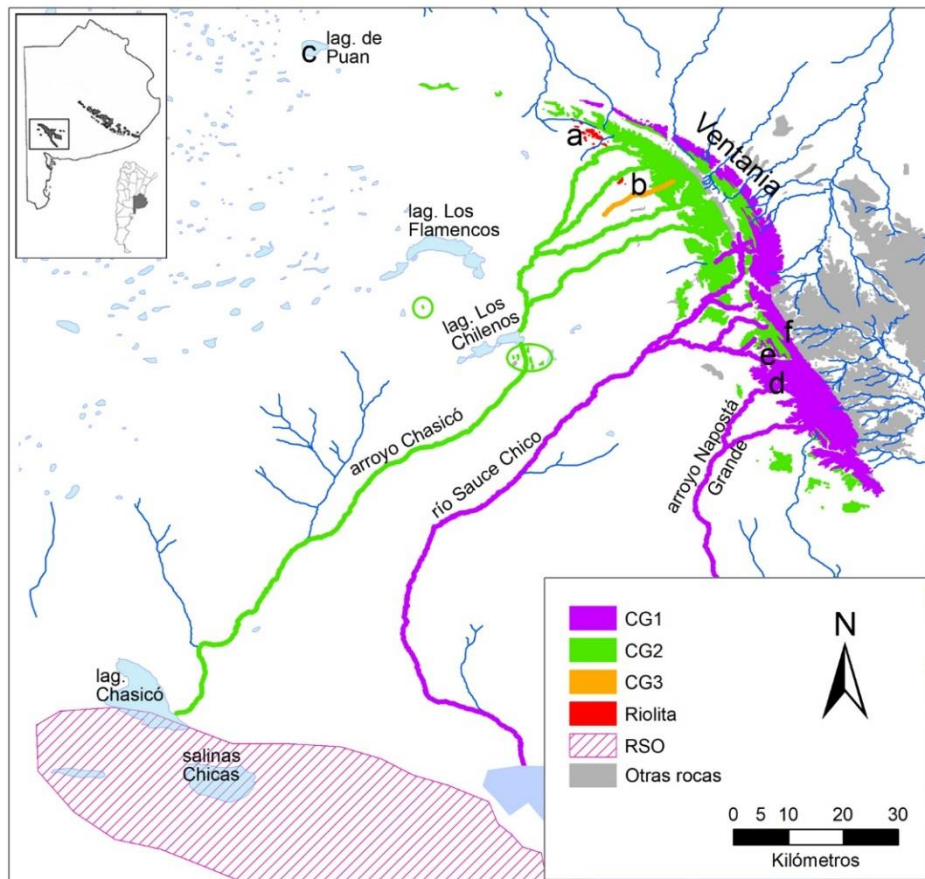 c
lag. de
Puan
Ventania
a
b
lag. Los
Flamencos
lag. Los
Chilenos
f
e
d
arroyo Chasicó
río Sauce Chico
arroyo Napostá
Grande
lag.
Chasicó
salinas
Chicas
CG1
CG2
CG3
Riolita
RSO
Otras rocas
N
0 5 10 20 30
Kilómetros